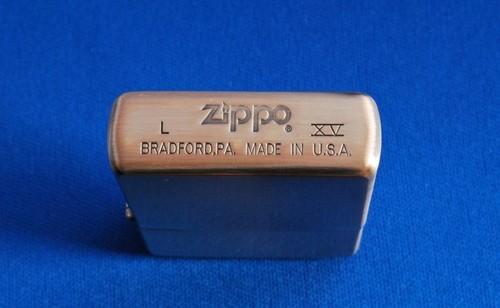 Zippo®
L XV
BRADFORD,PA. MADE IN U.S.A.